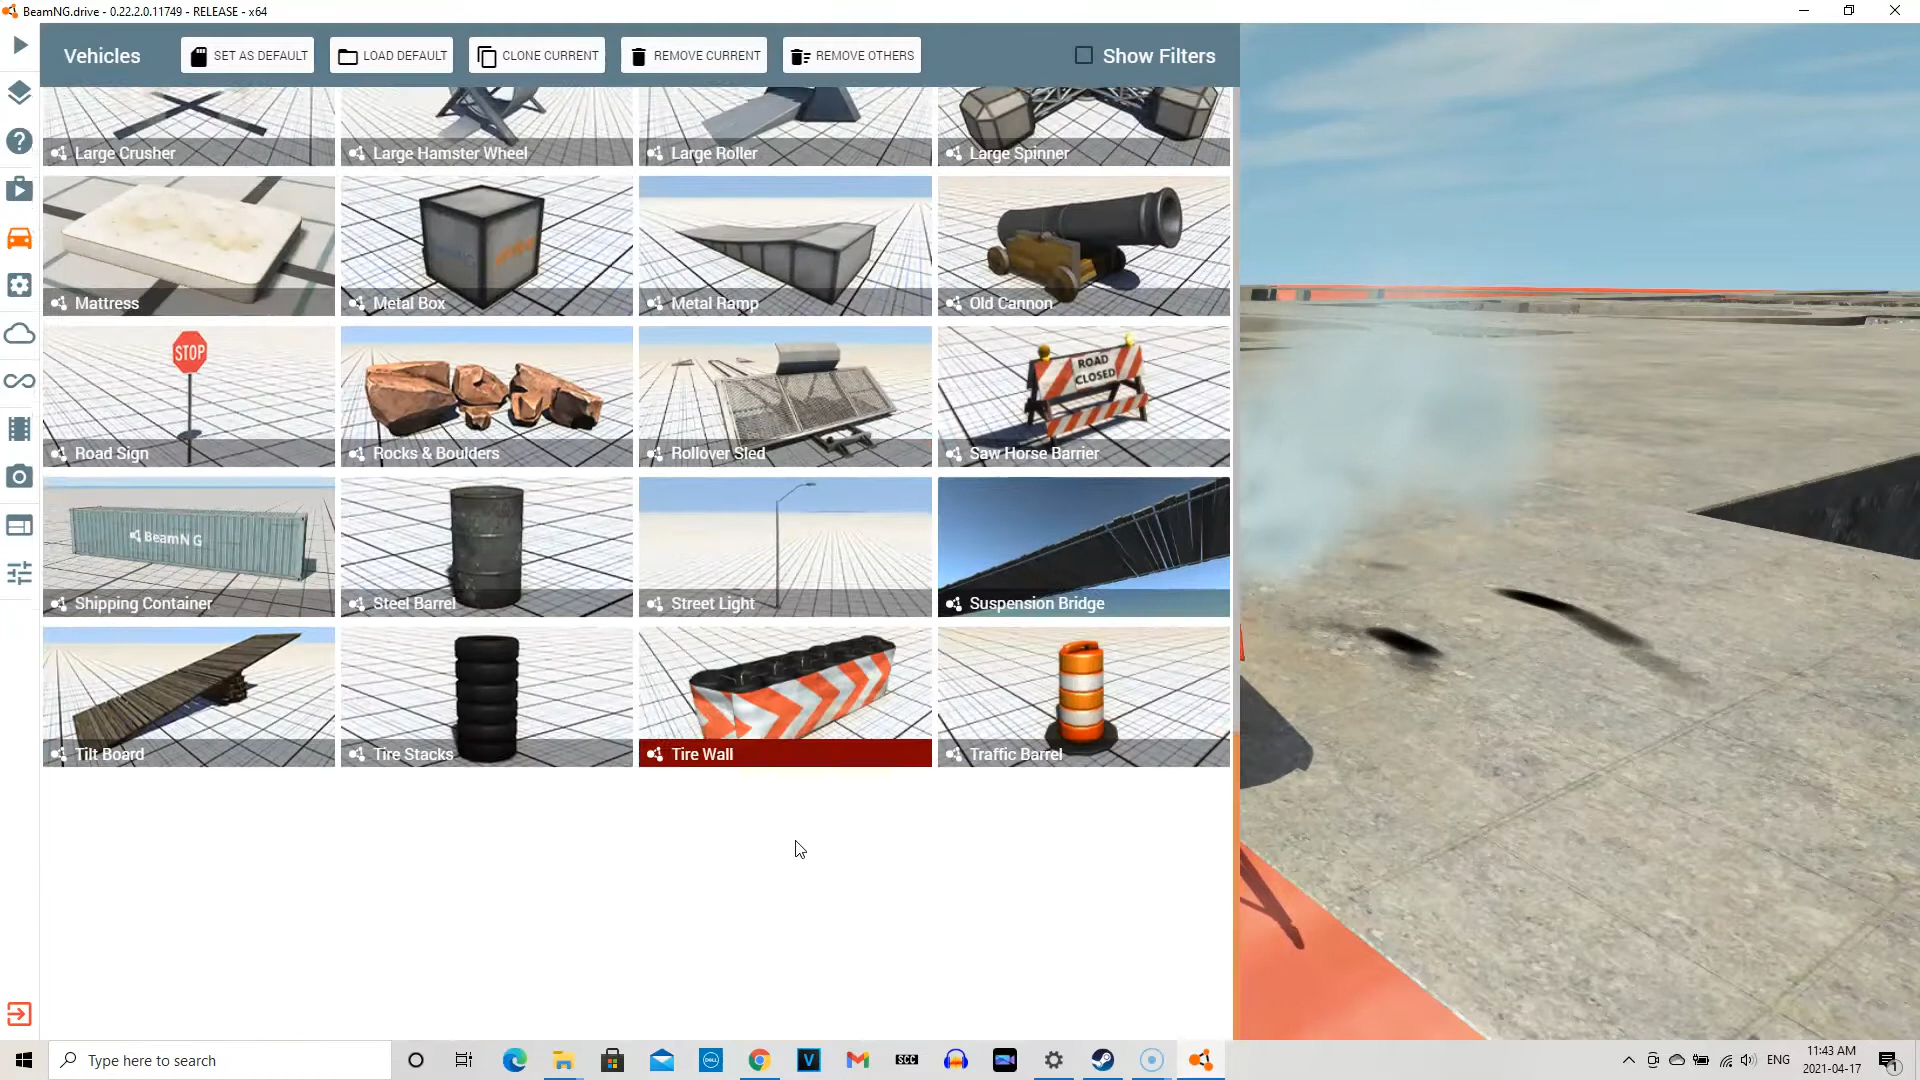 BeamNG.drive - 0.22.2.0.11749 - RELEASE - x64
Vehicles
SET AS DEFAULT
LOAD DEFAULT
CLONE CURRENT
REMOVE CURRENT
REMOVE OTHERS
Show Filters
Large Crusher
Large Hamster Wheel
Large Roller
Large Spinner
Mattress
Metal Box
Metal Ramp
Old Cannon
STOP
ROAD
CLOSED
Road Sign
Rocks & Boulders
Rollover Sled
Saw Horse Barrier
BeamNG
Shipping Container
Steel Barrel
Street Light
Suspension Bridge
Tilt Board
Tire Stacks
Tire Wall
Traffic Barrel
Type here to search
DELL
V
SCC
ENG
11:43 AM
2021-04-17
1